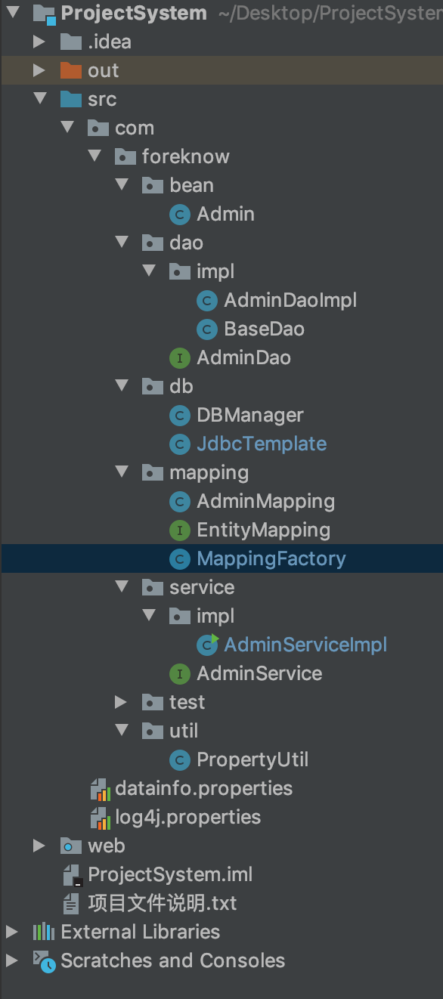 ProjectSystem ~/Desktop/ProjectSystem
.idea
out
src
com
foreknow
bean
Admin
dao
impl
AdminDaoImpl
BaseDao
AdminDao
db
DBManager
JdbcTemplate
mapping
AdminMapping
EntityMapping
MappingFactory
service
impl
AdminServiceImpl
AdminService
test
util
PropertyUtil
datainfo.properties
log4j.properties
web
ProjectSystem.iml
项目文件说明.txt
External Libraries
Scratches and Consoles